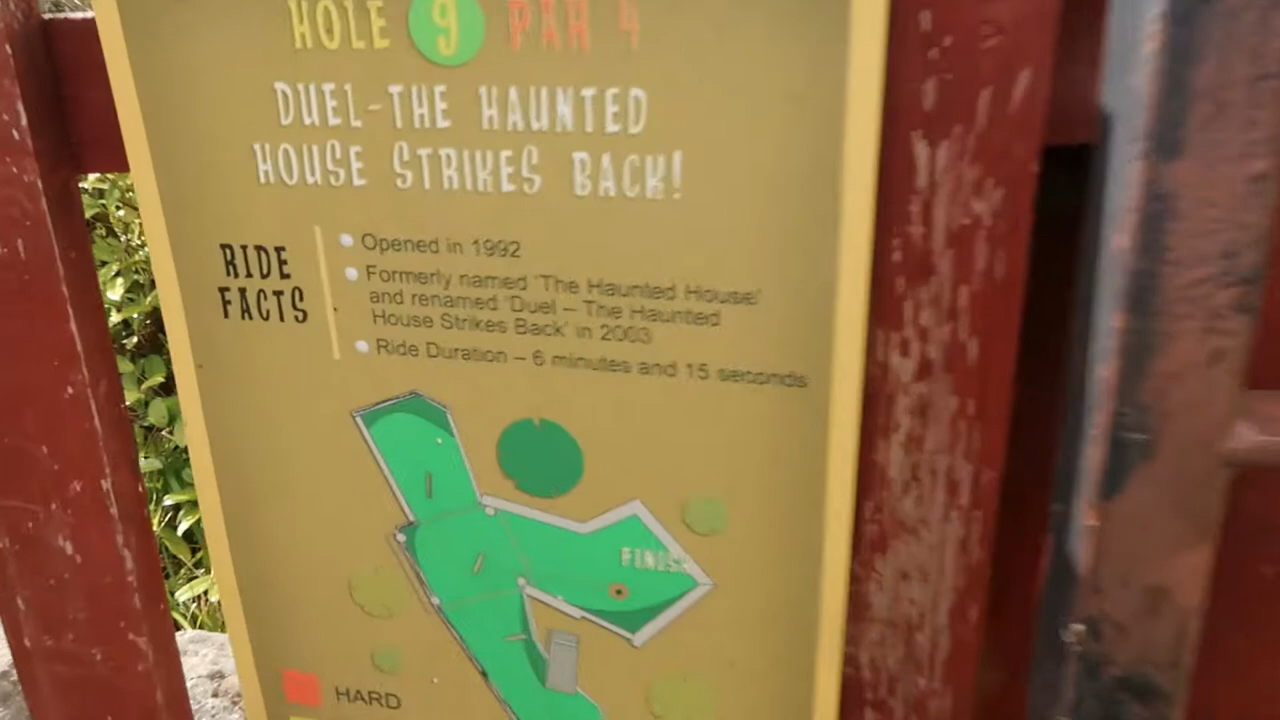 HOLE 9 PAR 4
DUEL-THE HAUNTED
HOUSE STRIKES BACK!
RIDE
FACTS
Opened in 1992
Formerly named 'The Haunted House'
and renamed 'Duel – The Haunted
House Strikes Back' in 2003
Ride Duration – 6 minutes and 15 seconds
FINISH
HARD